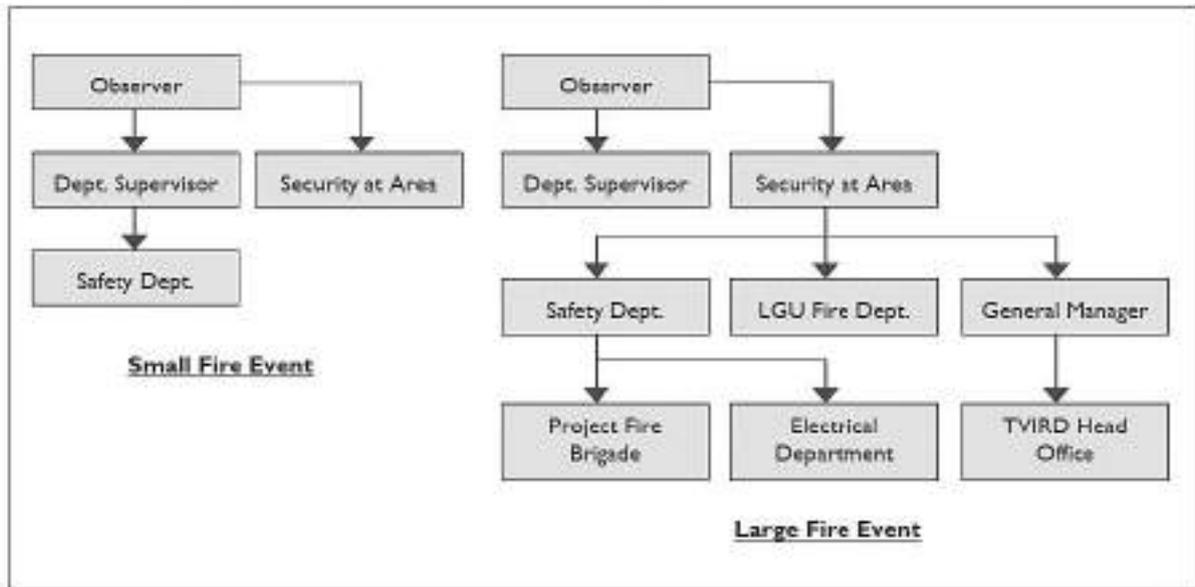 Observer
Dept. Supervisor
Security at Area
Safety Dept.
Small Fire Event
Observer
Dept. Supervisor
Security at Area
Safety Dept.
LGU Fire Dept.
General Manager
Project Fire
Brigade
Electrical
Department
TVIRD Head
Office
Large Fire Event